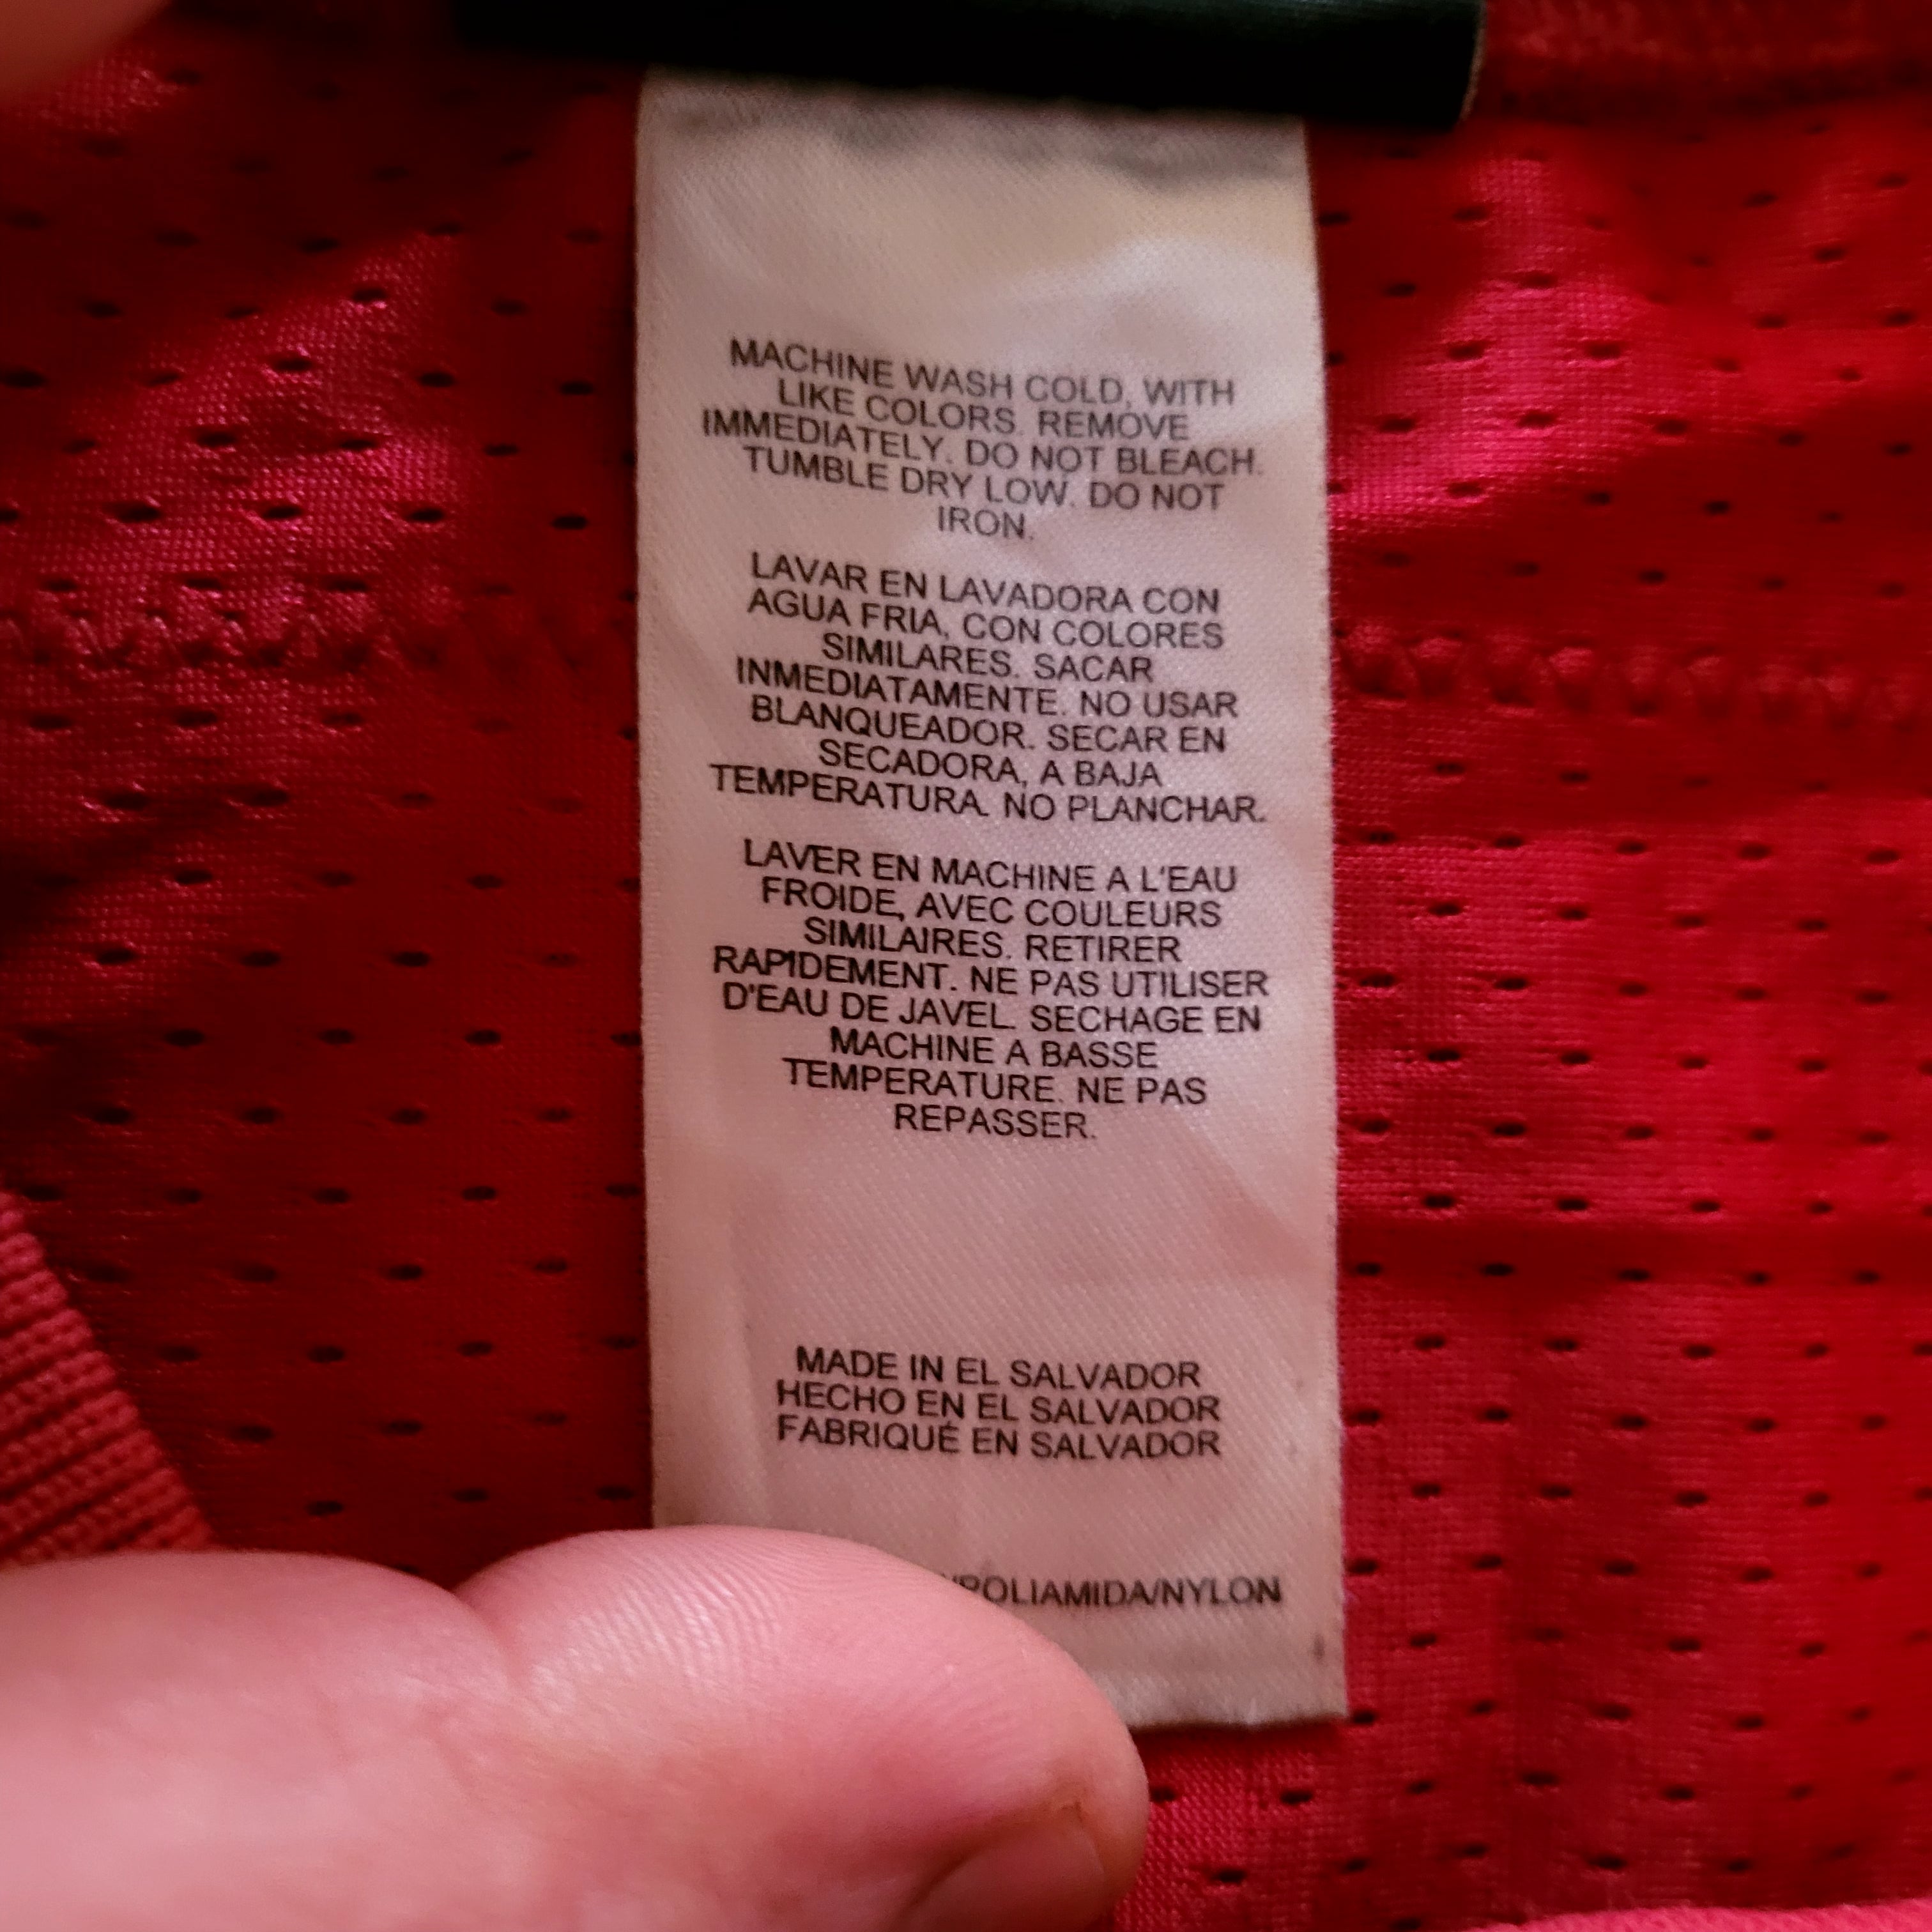 MACHINE WASH COLD, WITH
LIKE COLORS. REMOVE
IMMEDIATELY. DO NOT BLEACH.
TUMBLE DRY LOW. DO NOT
IRON.
LAVAR EN LAVADORA CON
AGUA FRIA, CON COLORES
SIMILARES. SACAR
INMEDIATAMENTE. NO USAR
BLANQUEADOR. SECAR EN
SECADORA, A BAJA
TEMPERATURA. NO PLANCHAR.
LAVER EN MACHINE A L'EAU
FROIDE, AVEC COULEURS
SIMILAIRES. RETIRER
RAPIDEMENT. NE PAS UTILISER
D'EAU DE JAVEL. SECHAGE EN
MACHINE A BASSE
TEMPERATURE. NE PAS
REPASSER.
MADE IN EL SALVADOR
HECHO EN EL SALVADOR
FABRIQUÉ EN SALVADOR
/POLIAMIDA/NYLON